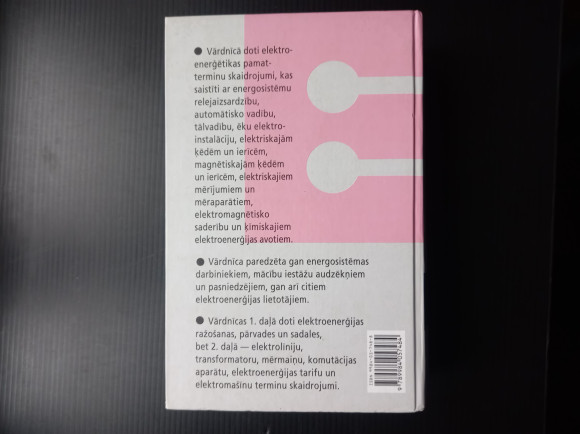 ● Vārdnīcā doti elektro-
enerģētikas pamat-
terminu skaidrojumi, kas
saistīti ar energosistēmu
relejaizsardzību,
automātisko vadību,
tālvadību, ēku elektro-
instalāciju, elektriskajām
ķēdēm un ierīcēm,
magnētiskajām ķēdēm
un ierīcēm, elektriskajiem
mērījumiem un
mēraparātiem,
elektromagnētisko
saderību un ķīmiskajiem
elektroenerģijas avotiem.
● Vārdnīca paredzēta gan energosistēmas
darbiniekiem, mācību iestāžu audzēkņiem
un pasniedzējiem, gan arī citiem
elektroenerģijas lietotājiem.
● Vārdnīcas 1. daļā doti elektroenerģijas
ražošanas, pārvades un sadales,
bet 2. daļā — elektrolīniju,
transformatoru, mērmaiņu, komutācijas
aparātu, elektroenerģijas tarifu un
elektromašīnu terminu skaidrojumi.
9789984057484